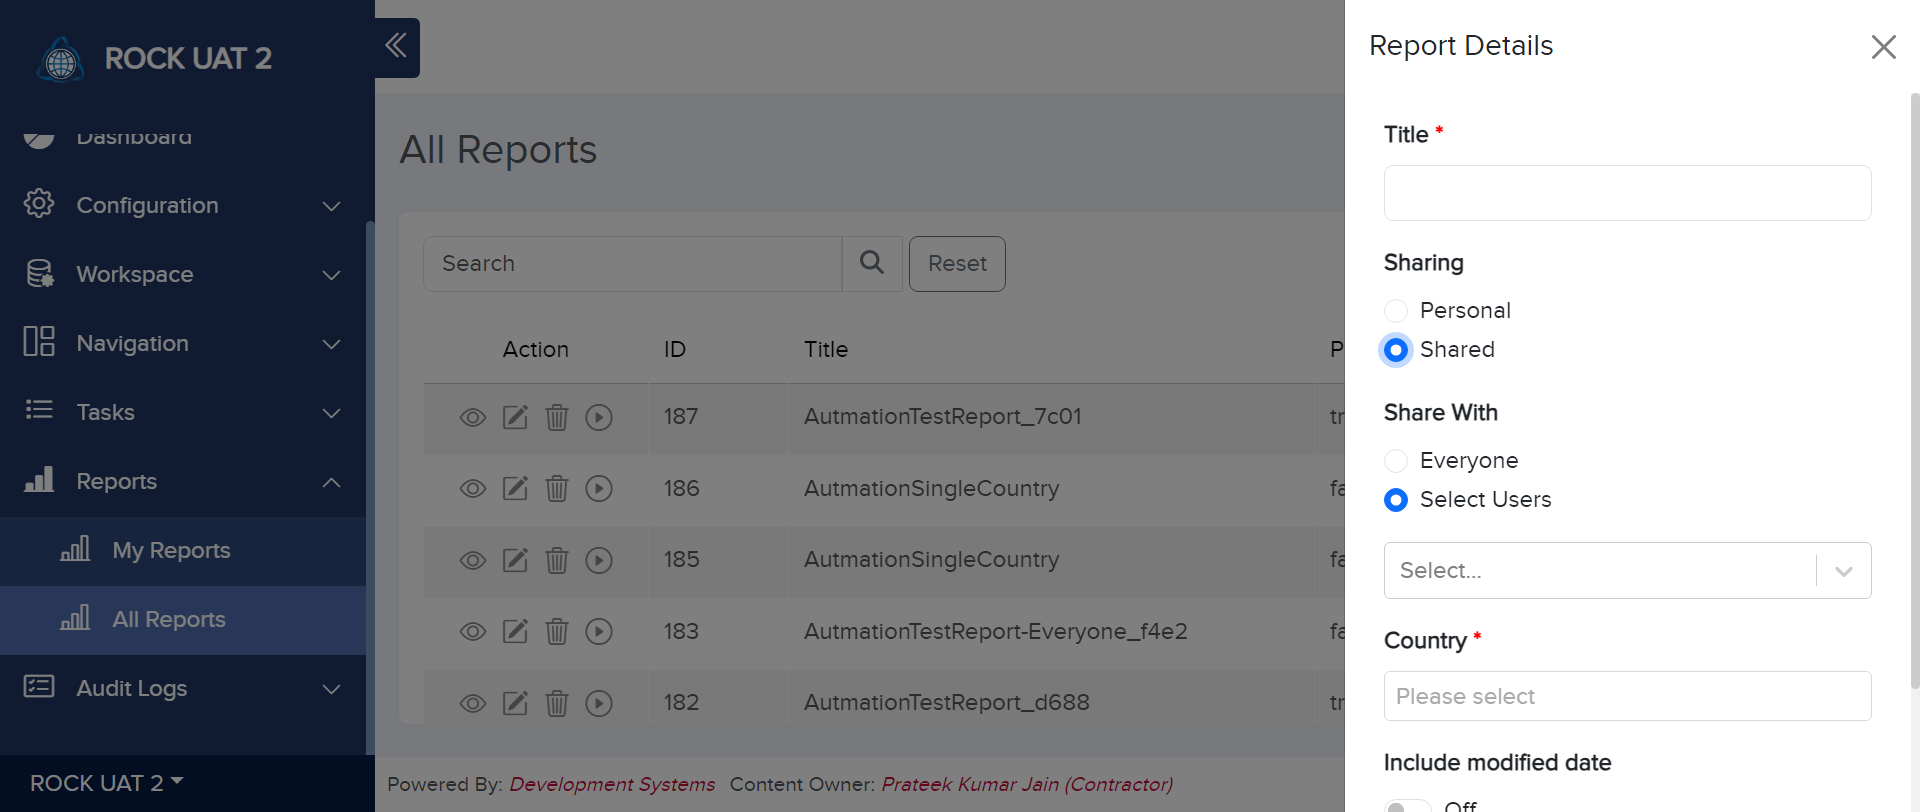 ROCK UAT 2
Dashboard
Configuration
Workspace
Navigation
Tasks
Reports
My Reports
All Reports
Audit Logs
ROCK UAT 2
All Reports
Search
Reset
Action ID Title P
187 AutmationTestReport_7c01 tr
186 AutmationSingleCountry fa
185 AutmationSingleCountry fa
183 AutmationTestReport-Everyone_f4e2 fa
182 AutmationTestReport_d688 tr
Powered By: Development Systems Content Owner: Prateek Kumar Jain (Contractor)
Report Details
Title *
Sharing
Personal
Shared
Share With
Everyone
Select Users
Select...
Country *
Please select
Include modified date
Off